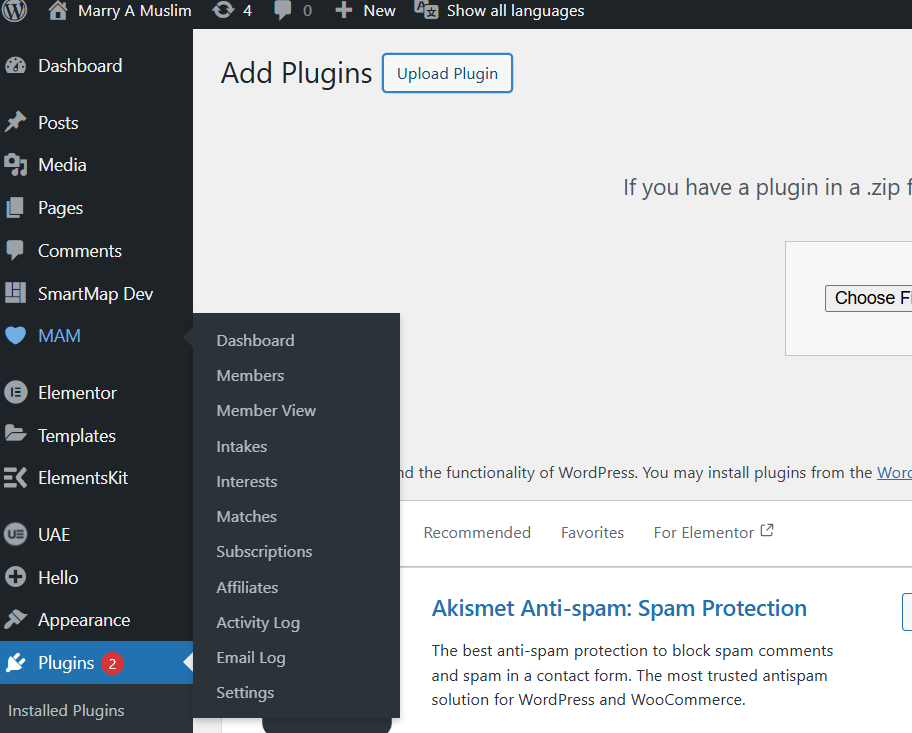 Marry A Muslim 4 0 New Show all languages
Dashboard
Posts
Media
Pages
Comments
SmartMap Dev
MAM
Elementor
Templates
ElementsKit
UAE
Hello
Appearance
Plugins 2
Installed Plugins
Dashboard
Members
Member View
Intakes
Interests
Matches
Subscriptions
Affiliates
Activity Log
Email Log
Settings
Add Plugins Upload Plugin
If you have a plugin in a .zip
Choose
the functionality of WordPress. You may install plugins from the
Recommended Favorites For Elementor
Akismet Anti-spam: Spam Protection
The best anti-spam protection to block spam comments
and spam in a contact form. The most trusted antispam
solution for WordPress and WooCommerce.